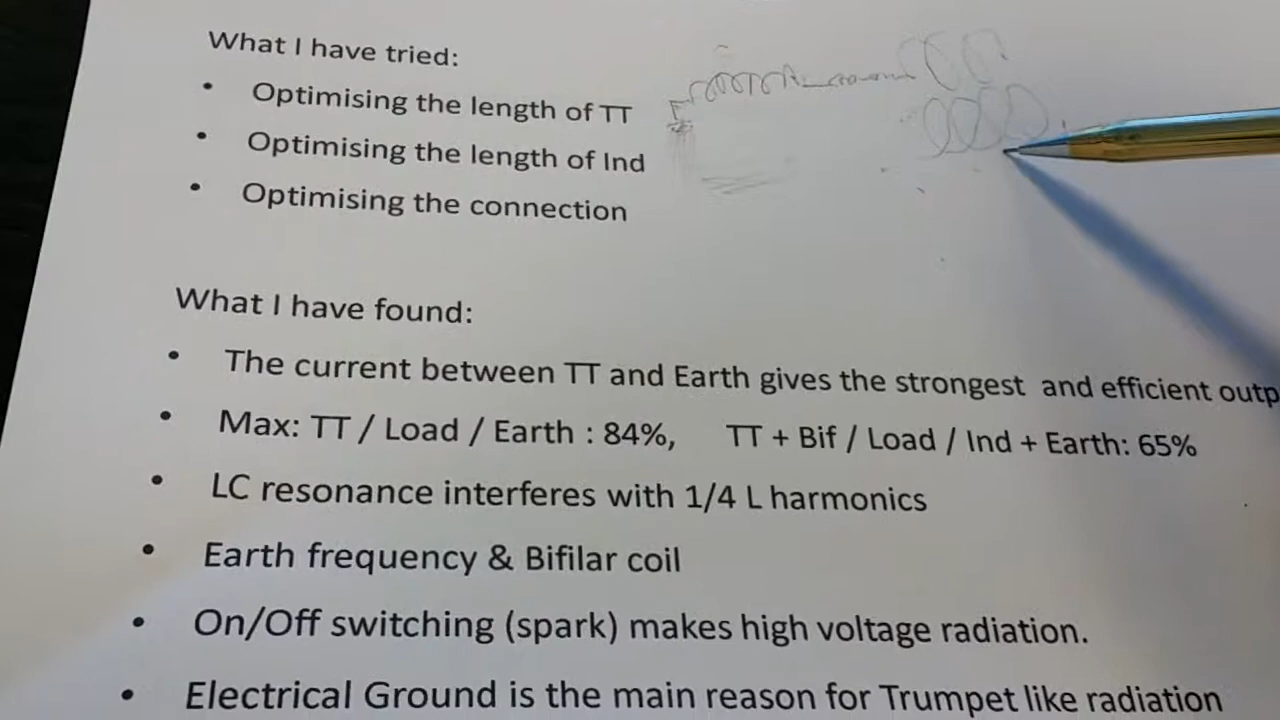 What I have tried:
• Optimising the length of TT
• Optimising the length of Ind
• Optimising the connection
What I have found:
• The current between TT and Earth gives the strongest and efficient outp
• Max: TT / Load / Earth : 84%, TT + Bif / Load / Ind + Earth: 65%
• LC resonance interferes with 1/4 L harmonics
• Earth frequency & Bifilar coil
• On/Off switching (spark) makes high voltage radiation.
• Electrical Ground is the main reason for Trumpet like radiation